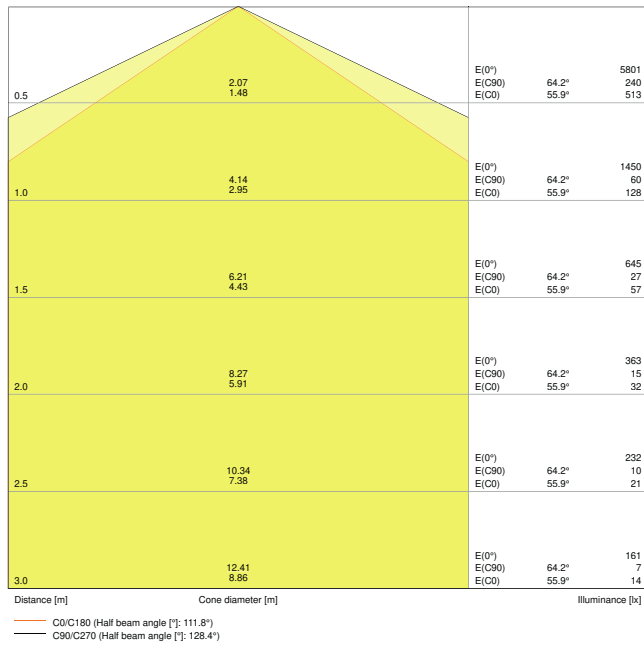 E(0°) 5801
2.07 E(C90) 64.2° 240
0.5 1.48 E(C0) 55.9° 513
E(0°) 1450
4.14 E(C90) 64.2° 60
1.0 2.95 E(C0) 55.9° 128
E(0°) 645
6.21 E(C90) 64.2° 27
1.5 4.43 E(C0) 55.9° 57
E(0°) 363
8.27 E(C90) 64.2° 15
2.0 5.91 E(C0) 55.9° 32
E(0°) 232
10.34 E(C90) 64.2° 10
2.5 7.38 E(C0) 55.9° 21
E(0°) 161
12.41 E(C90) 64.2° 7
3.0 8.86 E(C0) 55.9° 14
Distance [m] Cone diameter [m] Illuminance [lx]
C0/C180 (Half beam angle [°]: 111.8°)
C90/C270 (Half beam angle [°]: 128.4°)